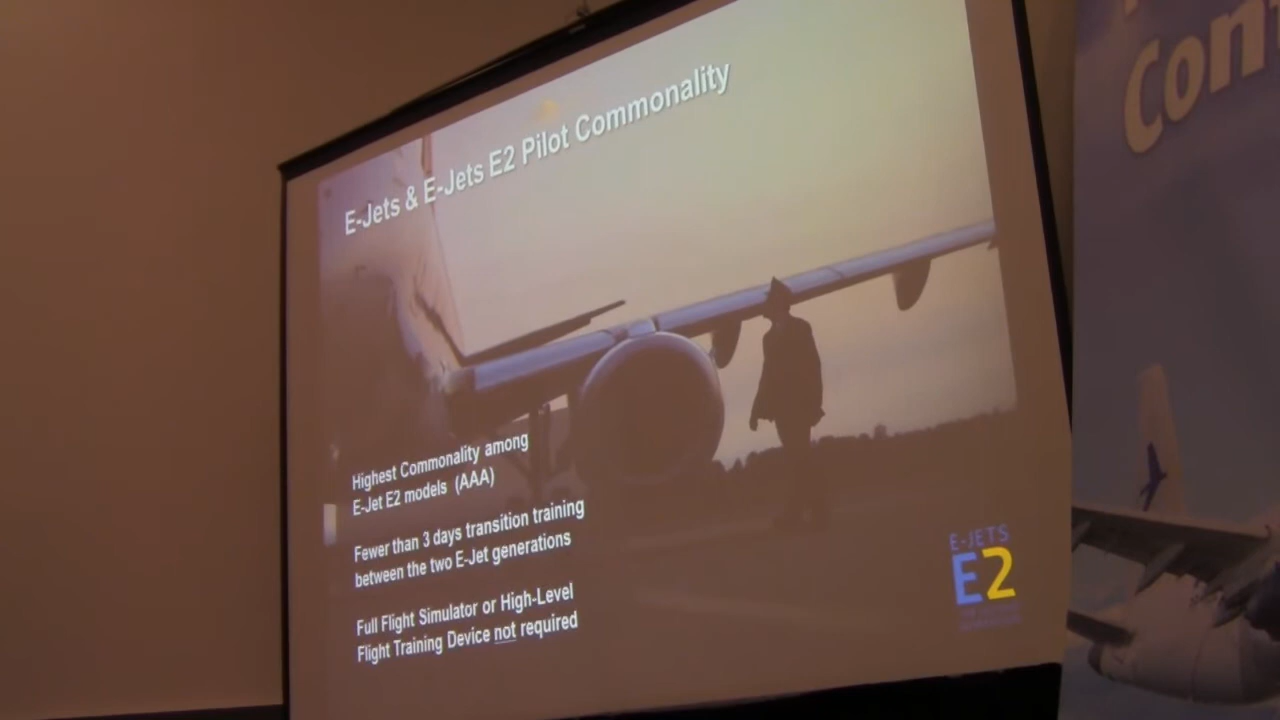 E-Jets & E-Jets E2 Pilot Commonality
Highest Commonality among
E-Jet E2 models (AAA)
Fewer than 3 days transition training
between the two E-Jet generations
Full Flight Simulator or High-Level
Flight Training Device not required
E-JETS
E2
Con